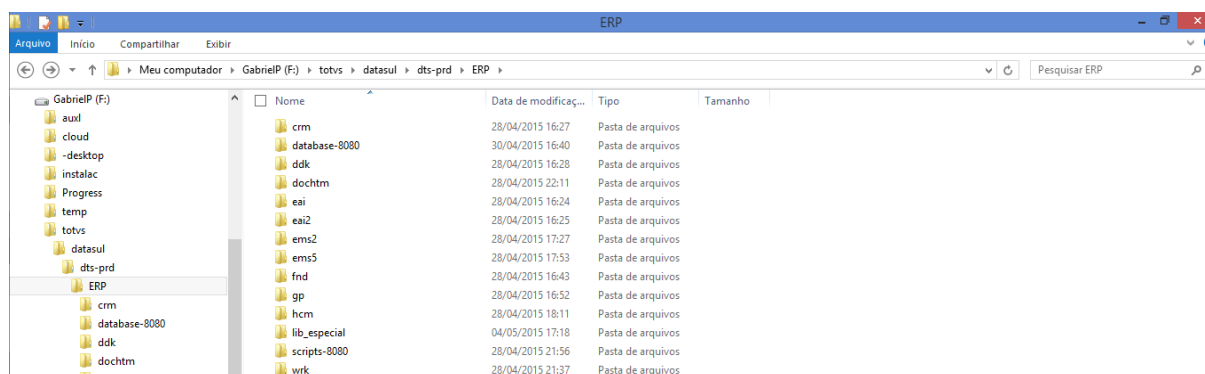 ERP
Arquivo Início Compartilhar Exibir
Meu computador GabrielP (F:) totvs datasul dts-prd ERP Pesquisar ERP
GabrielP (F:) Nome Data de modificaç... Tipo Tamanho
auxl crm 28/04/2015 16:27 Pasta de arquivos
cloud database-8080 30/04/2015 16:40 Pasta de arquivos
-desktop ddk 28/04/2015 16:28 Pasta de arquivos
instalac dochtm 28/04/2015 22:11 Pasta de arquivos
Progress eai 28/04/2015 16:24 Pasta de arquivos
temp eai2 28/04/2015 16:25 Pasta de arquivos
totvs ems2 28/04/2015 17:27 Pasta de arquivos
datasul ems5 28/04/2015 17:53 Pasta de arquivos
dts-prd fnd 28/04/2015 16:43 Pasta de arquivos
ERP gp 28/04/2015 16:52 Pasta de arquivos
crm hcm 28/04/2015 18:11 Pasta de arquivos
database-8080 lib_especial 04/05/2015 17:18 Pasta de arquivos
ddk scripts-8080 28/04/2015 21:56 Pasta de arquivos
dochtm wrk 28/04/2015 21:37 Pasta de arquivos